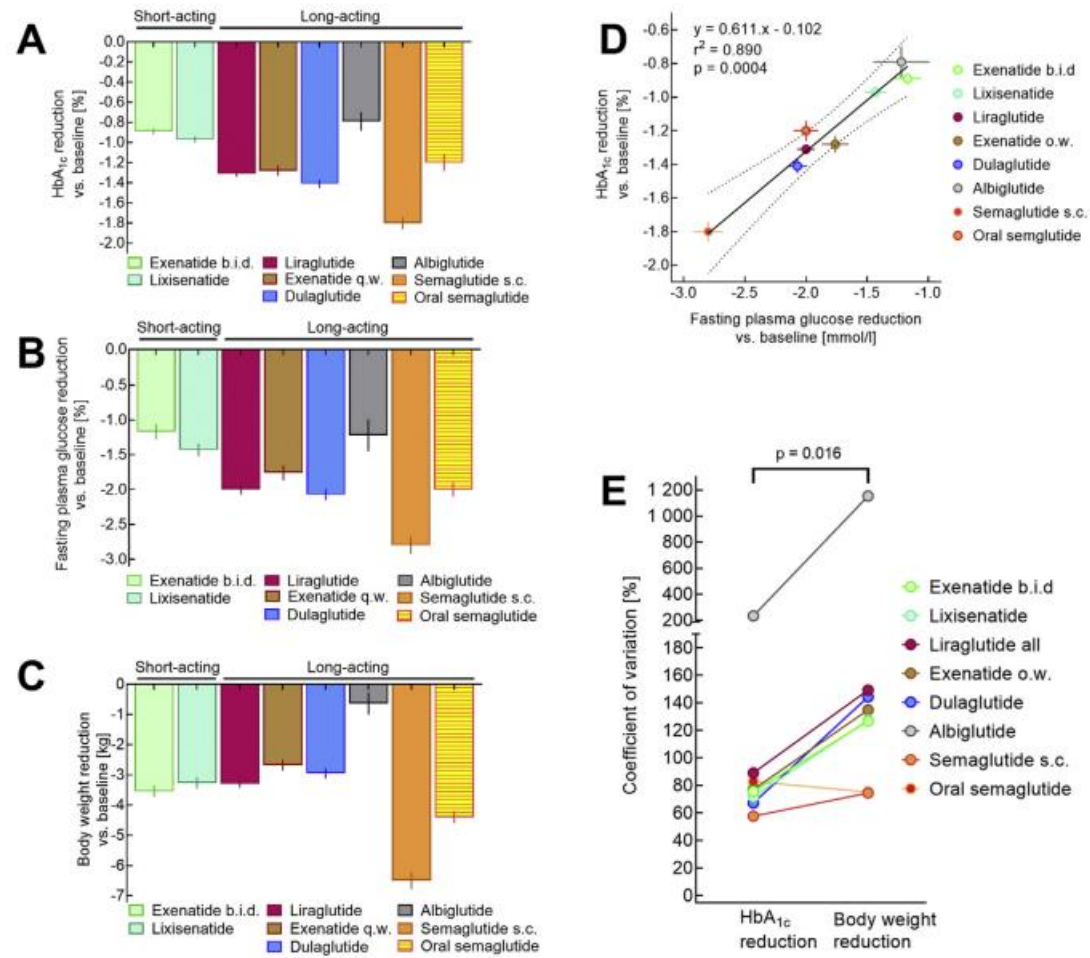 A
Short-acting Long-acting
0.0
-0.2
-0.4
-0.6
-0.8
-1.0
-1.2
-1.4
-1.6
-1.8
-2.0
HbA1c reduction
vs. baseline [%]
Exenatide b.i.d. Liraglutide Albiglutide
Lixisenatide Exenatide q.w. Semaglutide s.c.
Dulaglutide Oral semaglutide
B
Short-acting Long-acting
0.0
-0.5
-1.0
-1.5
-2.0
-2.5
-3.0
Fasting plasma glucose reduction
vs. baseline [%]
Exenatide b.i.d. Liraglutide Albiglutide
Lixisenatide Exenatide q.w. Semaglutide s.c.
Dulaglutide Oral semaglutide
C
Short-acting Long-acting
0
-1
-2
-3
-4
-5
-6
-7
Body weight reduction
vs. baseline [kg]
Exenatide b.i.d. Liraglutide Albiglutide
Lixisenatide Exenatide q.w. Semaglutide s.c.
Dulaglutide Oral semaglutide
D
y = 0.611.x - 0.102
r2 = 0.890
p = 0.0004
-0.6
-0.8
-1.0
-1.2
-1.4
-1.6
-1.8
-2.0
HbA1c reduction
vs. baseline [%]
-3.0 -2.5 -2.0 -1.5 -1.0
Fasting plasma glucose reduction
vs. baseline [mmol/l]
Exenatide b.i.d
Lixisenatide
Liraglutide
Exenatide o.w.
Dulaglutide
Albiglutide
Semaglutide s.c.
Oral semglutide
E
p = 0.016
1 200
1 000
800
600
400
200
180
160
140
120
100
80
60
40
20
0
Coefficient of variation [%]
HbA1c Body weight
reduction reduction
Exenatide b.i.d
Lixisenatide
Liraglutide all
Exenatide o.w.
Dulaglutide
Albiglutide
Semaglutide s.c.
Oral semaglutide